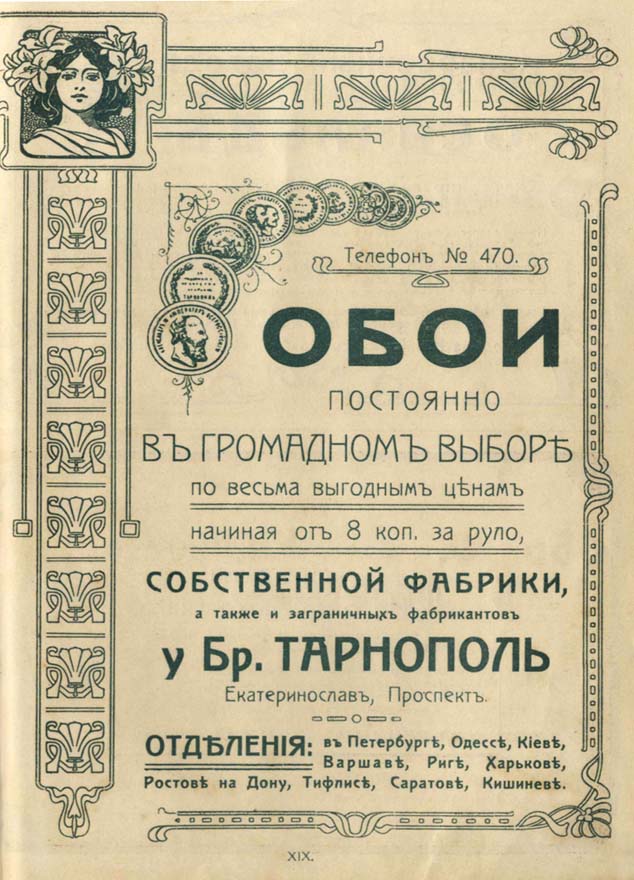 Телефонъ № 470.
ОБОИ
ПОСТОЯННО
ВЪ ГРОМАДНОМЪ ВЫБОРѢ
по весьма выгоднымъ цѣнамъ
начиная отъ 8 коп. за руло,
СОБСТВЕННОЙ ФАБРИКИ,
а также и заграничныхъ фабрикантовъ
у Бр. ТАРНОПОЛЬ
Екатеринославъ, Проспектъ.
ОТДѢЛЕНІЯ: въ Петербургѣ, Одессѣ, Кіевѣ,
Варшавѣ, Ригѣ, Харьковѣ,
Ростовѣ на Дону, Тифлисѣ, Саратовѣ, Кишиневѣ.
XIX.